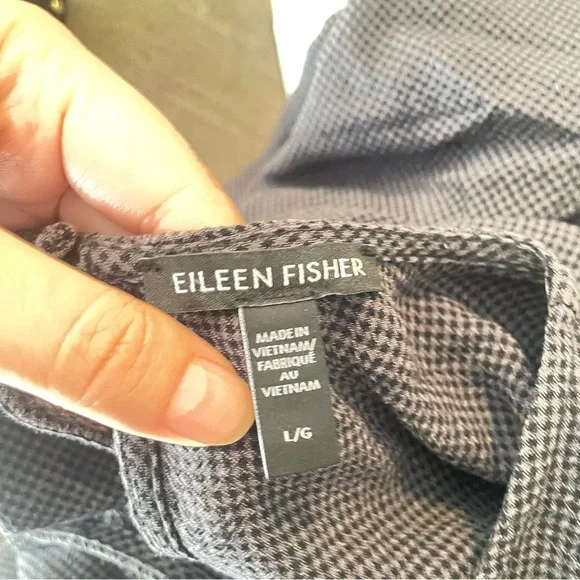 EILEEN FISHER
MADE IN
VIETNAM/
FABRIQUÉ
AU
VIETNAM
L/G